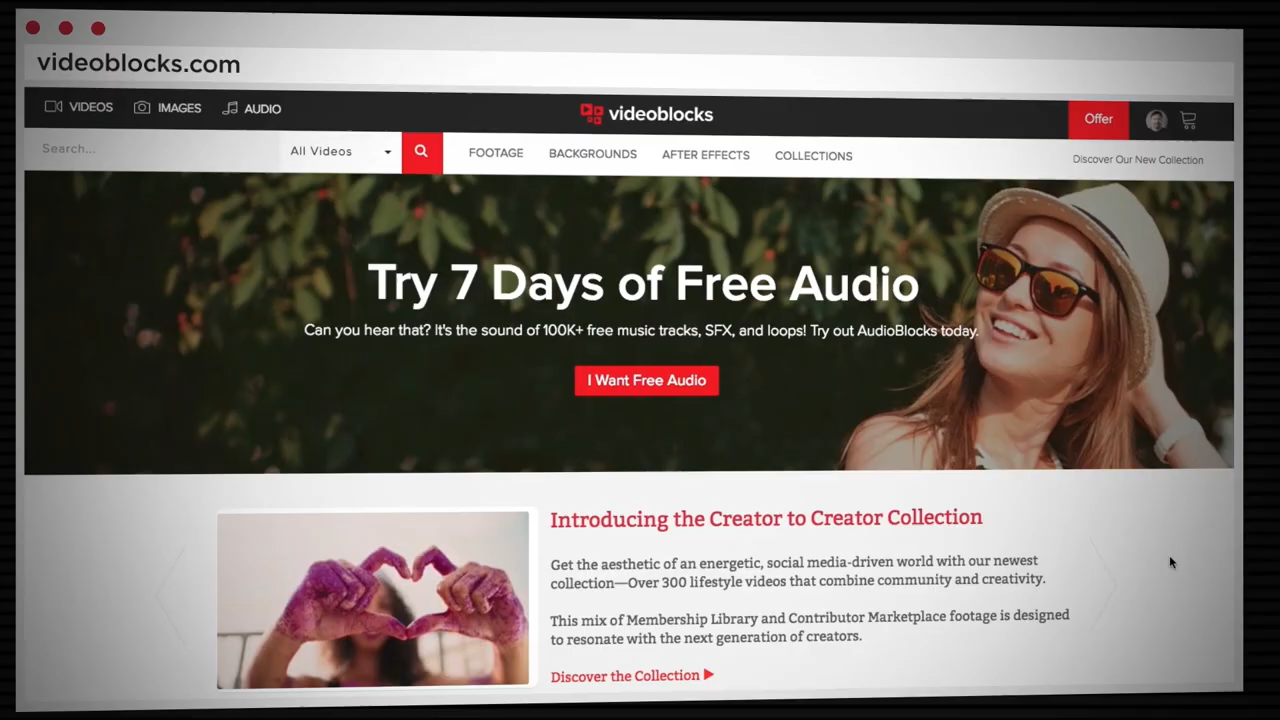 videoblocks.com
VIDEOS IMAGES AUDIO videoblocks Offer
Search... All Videos FOOTAGE BACKGROUNDS AFTER EFFECTS COLLECTIONS Discover Our New Collection
Try 7 Days of Free Audio
Can you hear that? It's the sound of 100K+ free music tracks, SFX, and loops! Try out AudioBlocks today.
I Want Free Audio
Introducing the Creator to Creator Collection
Get the aesthetic of an energetic, social media-driven world with our newest
collection—Over 300 lifestyle videos that combine community and creativity.
This mix of Membership Library and Contributor Marketplace footage is designed
to resonate with the next generation of creators.
Discover the Collection